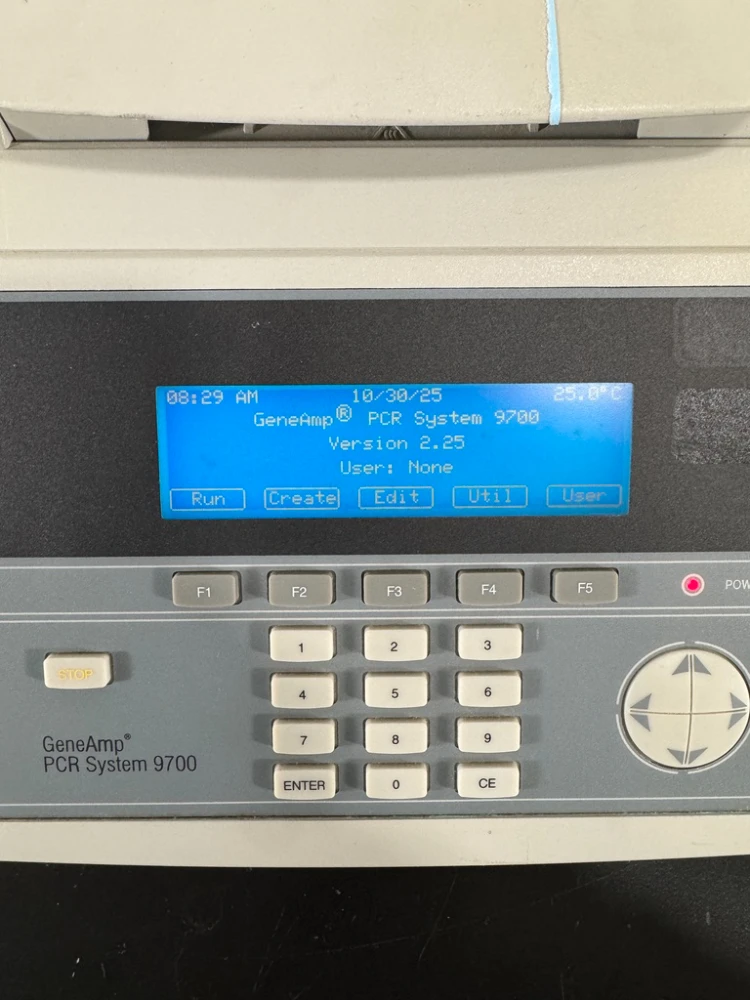 08:29 AM 10/30/25 25.0°C
GeneAmp® PCR System 9700
Version 2.25
User: None
Run Create Edit Util User
F1 F2 F3 F4 F5
POW
1 2 3
STOP
4 5 6
7 8 9
GeneAmp®
PCR System 9700
ENTER 0 CE